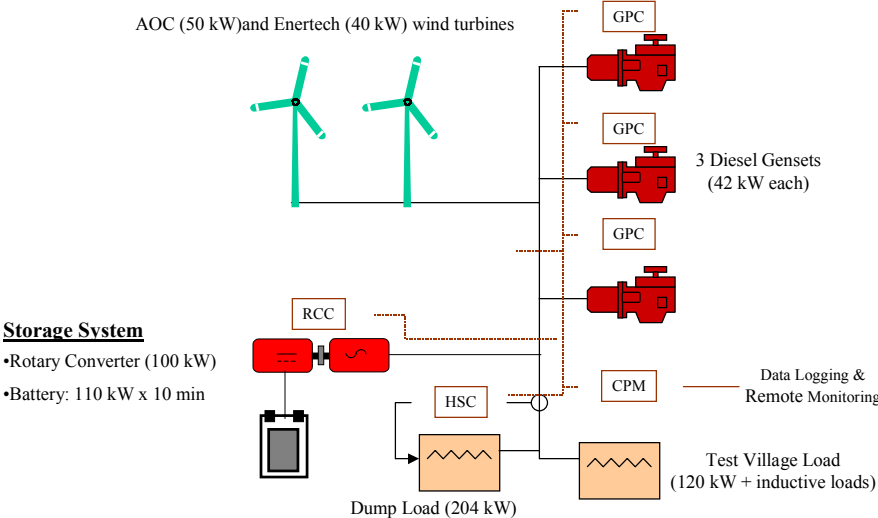 AOC (50 kW)and Enertech (40 kW) wind turbines
GPC
GPC
3 Diesel Gensets
(42 kW each)
GPC
RCC
Storage System
•Rotary Converter (100 kW)
•Battery: 110 kW x 10 min
HSC
CPM
Data Logging &
Remote Monitoring
Dump Load (204 kW)
Test Village Load
(120 kW + inductive loads)